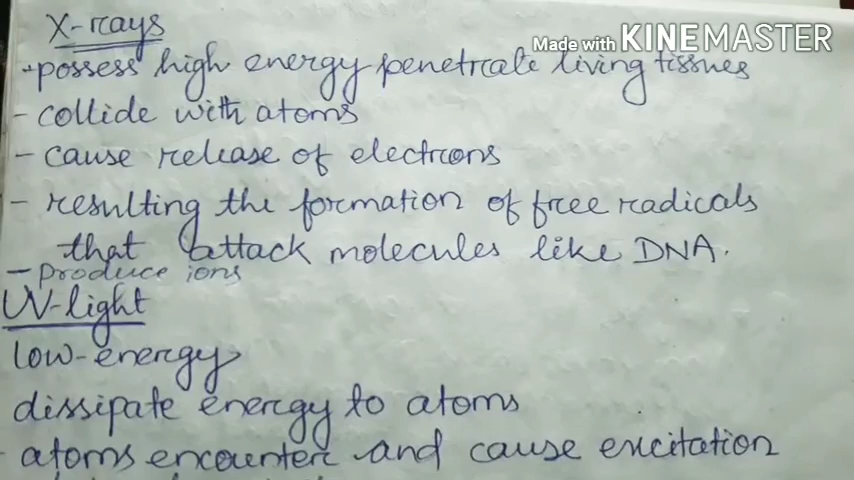 X-rays
Made with KINEMASTER
-possess high energy penetrate living tissues
- collide with atoms
- cause release of electrons
- resulting the formation of free radicals
that attack molecules like DNA.
- produce ions
UV-light
low-energy
dissipate energy to atoms
- atoms encounter and cause excitation